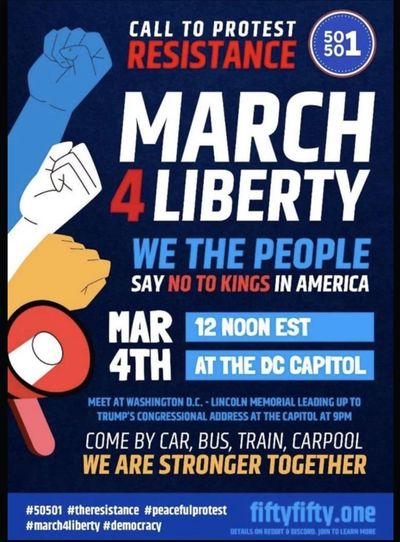 CALL TO PROTEST
RESISTANCE
50
50
1
MARCH
4 LIBERTY
WE THE PEOPLE
SAY NO TO KINGS IN AMERICA
MAR
4TH
12 NOON EST
AT THE DC CAPITOL
MEET AT WASHINGTON D.C. - LINCOLN MEMORIAL LEADING UP TO
TRUMP'S CONGRESSIONAL ADDRESS AT THE CAPITOL AT 9PM
COME BY CAR, BUS, TRAIN, CARPOOL
WE ARE STRONGER TOGETHER
#50501 #theresistance #peacefulprotest
#march4liberty #democracy
fiftyfifty.one
DETAILS ON REDDIT & DISCORD. JOIN TO LEARN MORE